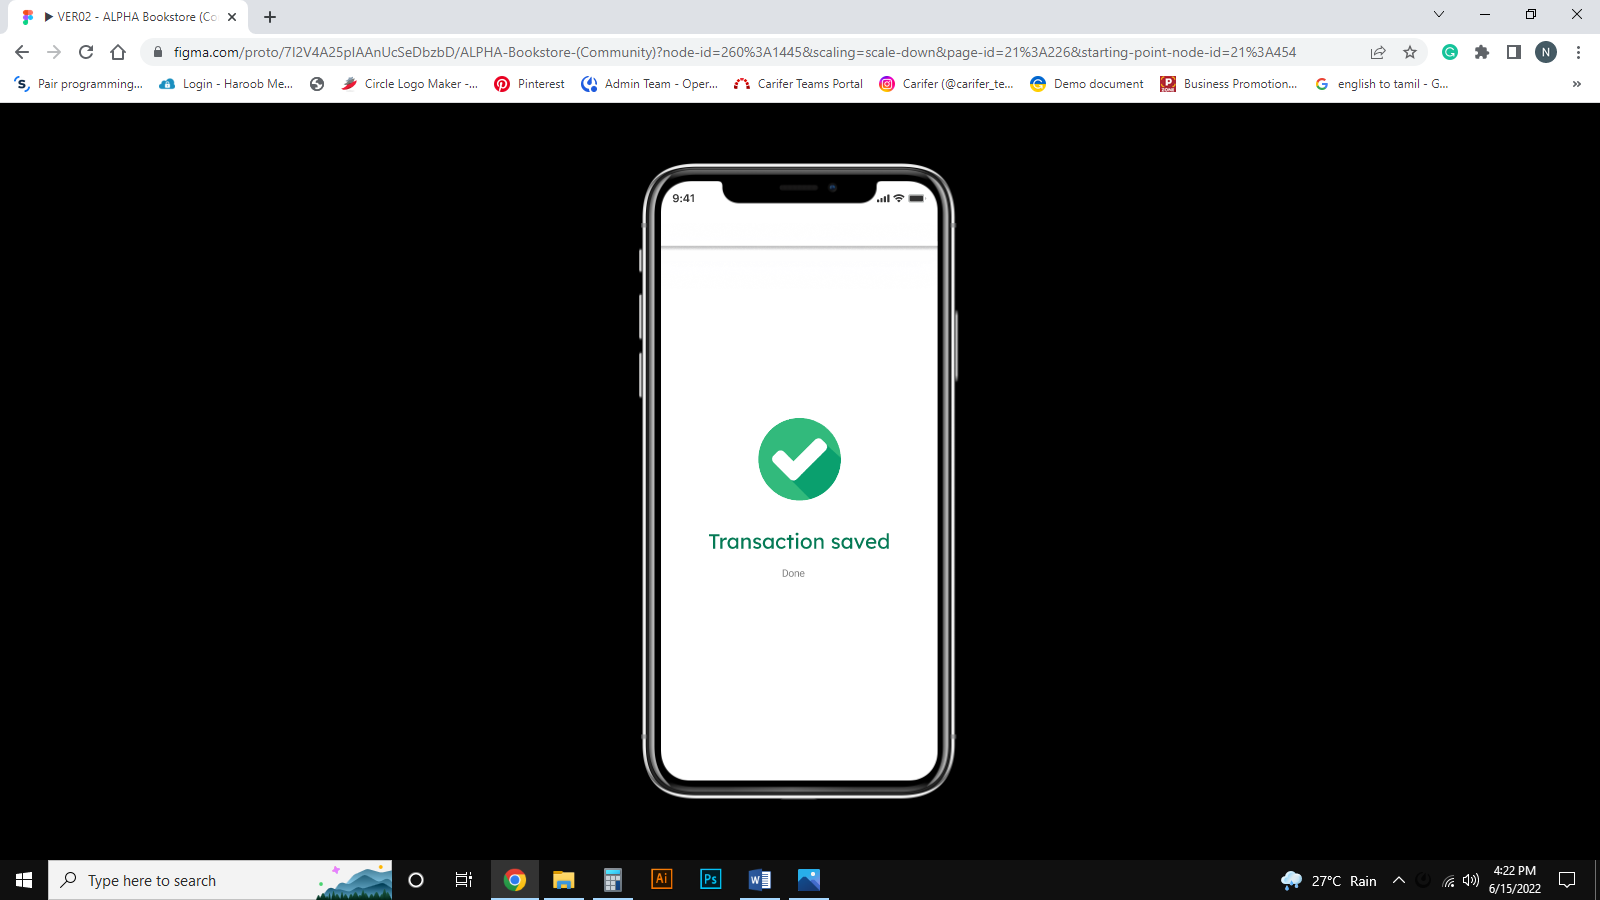 VER02 - ALPHA Bookstore (Co
figma.com/proto/7I2V4A25pIAAnUcSeDbzbD/ALPHA-Bookstore-(Community)?node-id=260%3A1445&scaling=scale-down&page-id=21%3A226&starting-point-node-id=21%3A454
N
Pair programming... Login - Haroob Me... Circle Logo Maker -... Pinterest Admin Team - Oper... Carifer Teams Portal Carifer (@carifer_te... Demo document Business Promotion... english to tamil - G... »
9:41
Transaction saved
Done
Type here to search
Ai
Ps
W
27°C Rain
4:22 PM
6/15/2022